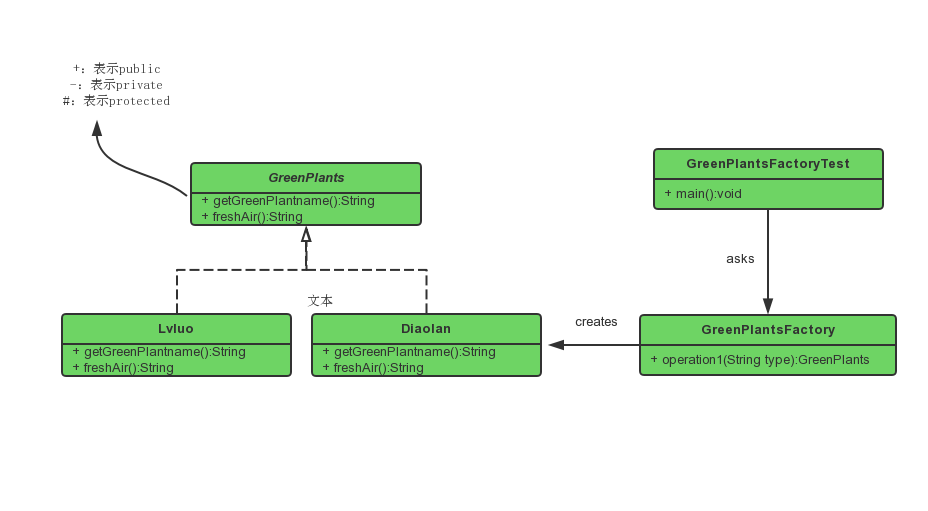 +: 表示public
-: 表示private
#: 表示protected
GreenPlants
+ getGreenPlantname():String
+ freshAir():String
GreenPlantsFactoryTest
+ main():void
asks
文本
creates
Lvluo
+ getGreenPlantname():String
+ freshAir():String
Diaolan
+ getGreenPlantname():String
+ freshAir():String
GreenPlantsFactory
+ operation1(String type):GreenPlants